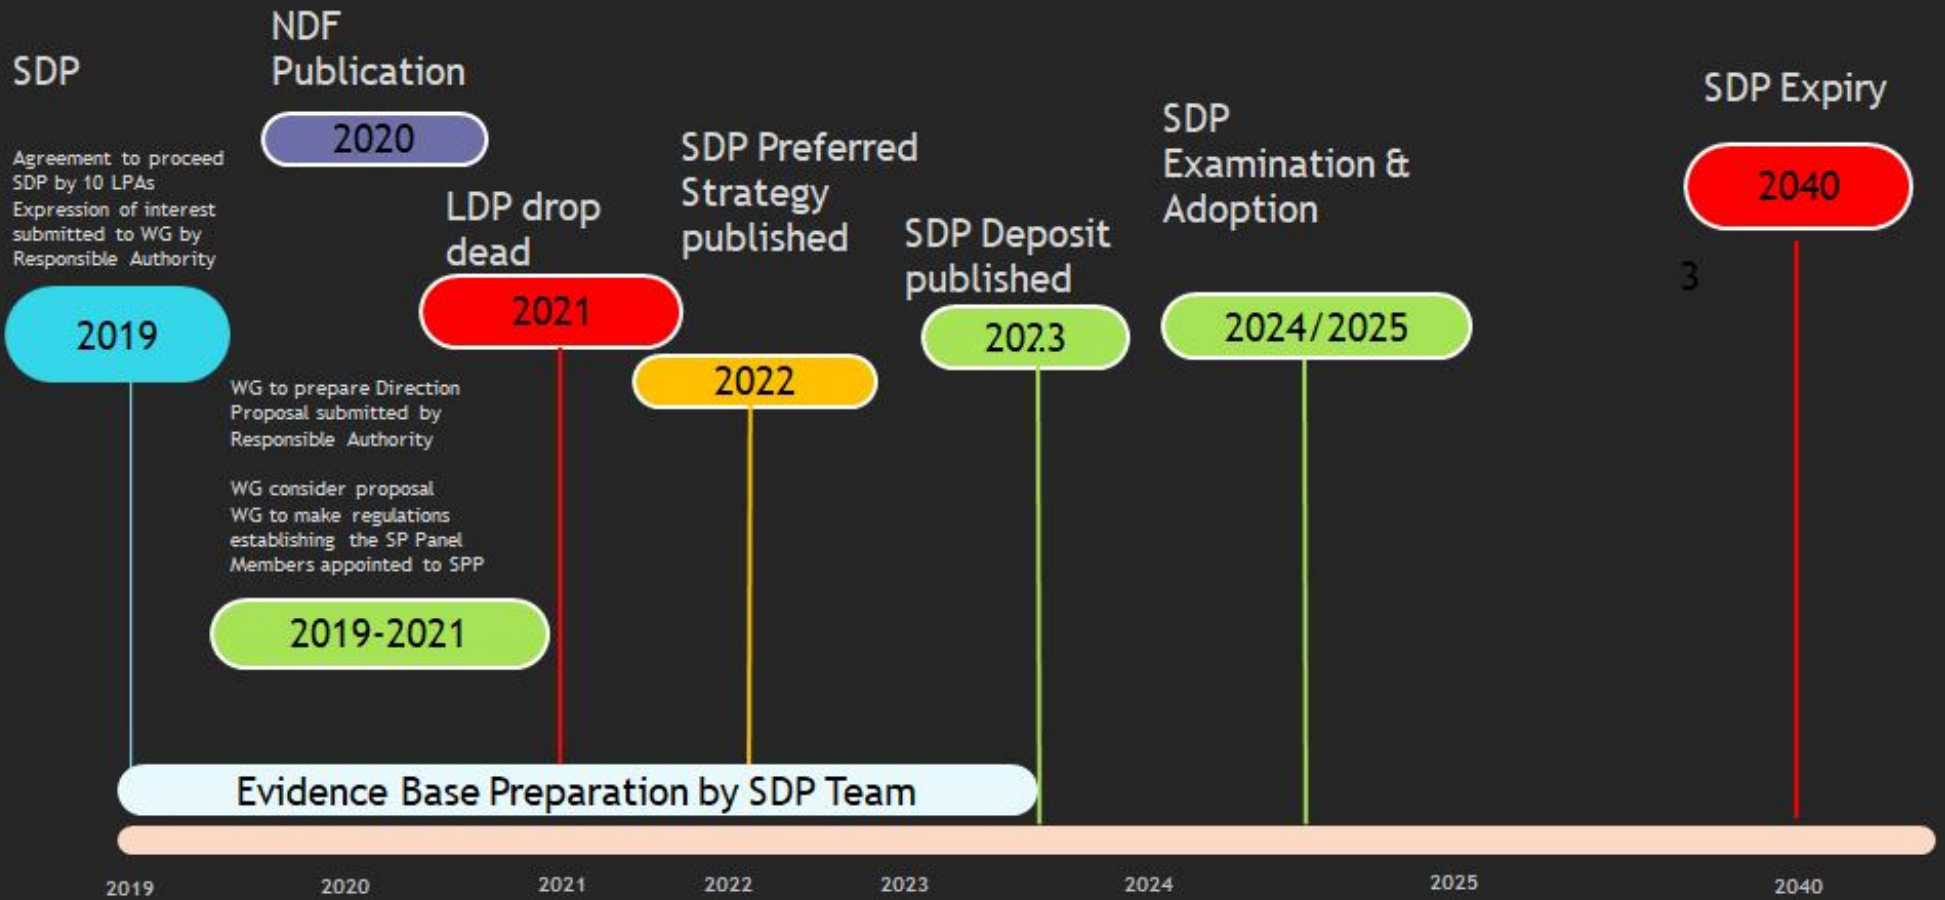 SDP
Agreement to proceed
SDP by 10 LPAs
Expression of interest
submitted to WG by
Responsible Authority
2019
NDF
Publication
2020
WG to prepare Direction
Proposal submitted by
Responsible Authority
WG consider proposal
WG to make regulations
establishing the SP Panel
Members appointed to SPP
2019-2021
LDP drop
dead
2021
SDP Preferred
Strategy
published
2022
SDP Deposit
published
2023
SDP
Examination &
Adoption
2024/2025
SDP Expiry
2040
3
Evidence Base Preparation by SDP Team
2019
2020
2021
2022
2023
2024
2025
2040